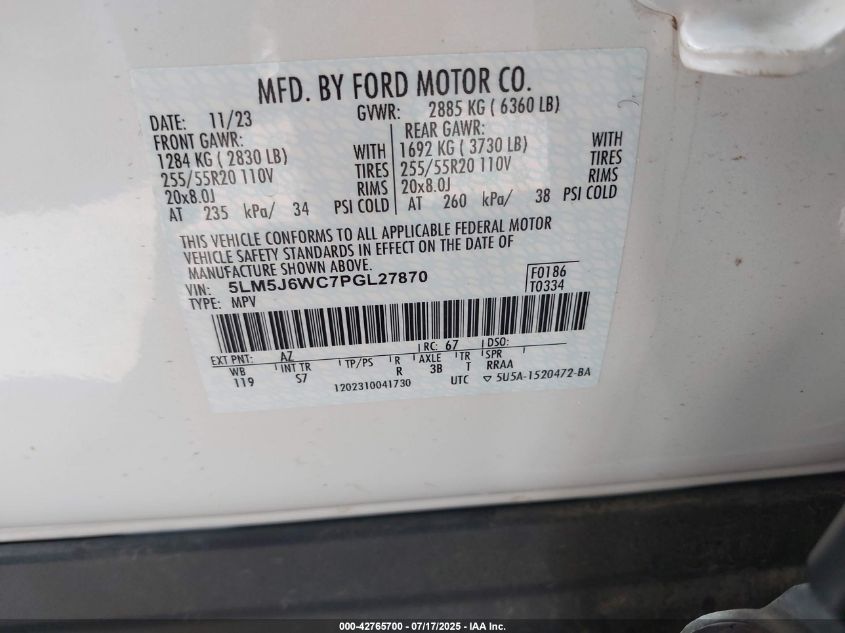 MFD. BY FORD MOTOR CO.
DATE: 11/23 GVWR: 2885 KG ( 6360 LB)
FRONT GAWR: REAR GAWR:
1284 KG ( 2830 LB) WITH 1692 KG ( 3730 LB) WITH
255/55R20 110V TIRES 255/55R20 110V TIRES
20x8.0J RIMS 20x8.0J RIMS
AT 235 kPa/ 34 PSI COLD AT 260 kPa/ 38 PSI COLD
THIS VEHICLE CONFORMS TO ALL APPLICABLE FEDERAL MOTOR
VEHICLE SAFETY STANDARDS IN EFFECT ON THE DATE OF
MANUFACTURE SHOWN ABOVE.
VIN: 5LM5J6WC7PGL27870 F0186
TYPE: MPV T0334
EXT PNT: AZ RC: 67 DSO:
WB INT TR TP/PS R AXLE TR SPR
119 S7 R 3B T RRAA
1202310041730 UTC ▽ 5U5A-1520472-BA
000-42765700 - 07/17/2025 - IAA Inc.